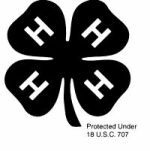 H H
H H
Protected Under
18 U.S.C. 707